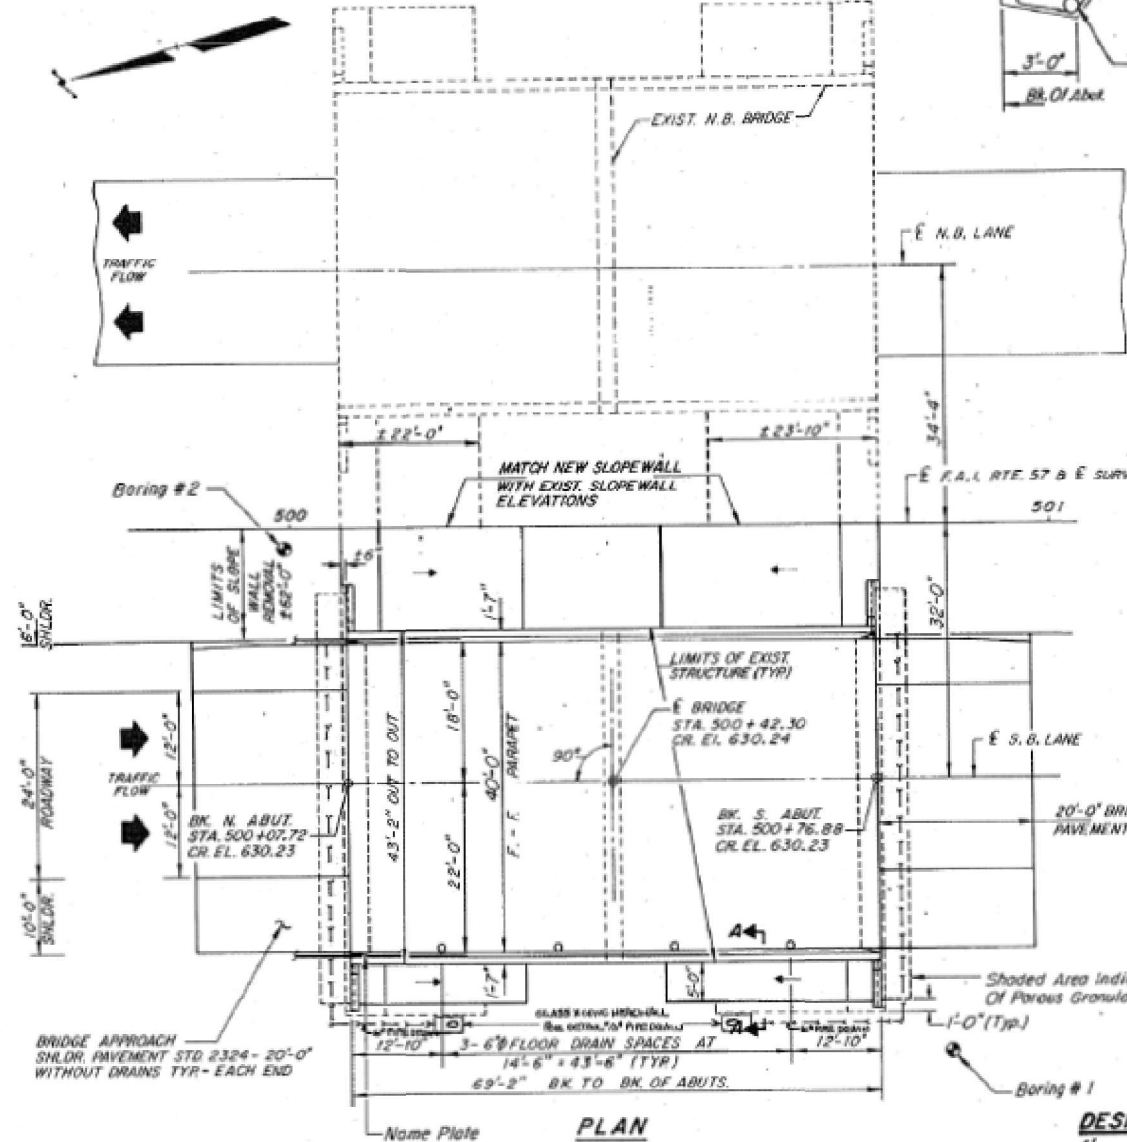 3'-0"
Bk. Of Abut.
EXIST. N.B. BRIDGE
TRAFFIC
FLOW
℄ N.B. LANE
34'-4"
±22'-0"
±23'-10"
MATCH NEW SLOPEWALL
WITH EXIST. SLOPEWALL
ELEVATIONS
Boring #2
500
℄ F.A.I. RTE. 57 & ℄ SURV
501
LIMITS
OF SLOPE
WALL
REMOVAL
±62'-0"
±6"
1'-7"
32'-0"
6'-0"
SHLDR.
LIMITS OF EXIST.
STRUCTURE (TYP.)
℄ BRIDGE
STA. 500+42.30
CR. El. 630.24
90°
18'-0"
12'-0"
24'-0"
ROADWAY
TRAFFIC
FLOW
12'-0"
43'-2" OUT TO OUT
40'-0"
F.-F. PARAPET
22'-0"
℄ S.B. LANE
BK. N. ABUT.
STA. 500+07.72
CR. EL. 630.23
BK. S. ABUT.
STA. 500+76.88
CR. EL. 630.23
20'-0" BRI
PAVEMENT
10'-0"
SHLDR.
A
1'-7"
5'-0"
Shaded Area Indi
Of Porous Granula
1'-0" (Typ.)
A
BRIDGE APPROACH
SHLDR. PAVEMENT STD. 2324 - 20'-0"
WITHOUT DRAINS TYP.- EACH END
12'-10"
3-6"ϕ FLOOR DRAIN SPACES AT
14'-6" = 43'-6" (TYP.)
12'-10"
69'-2" BK. TO BK. OF ABUTS.
Boring #1
Name Plate
PLAN
DESI